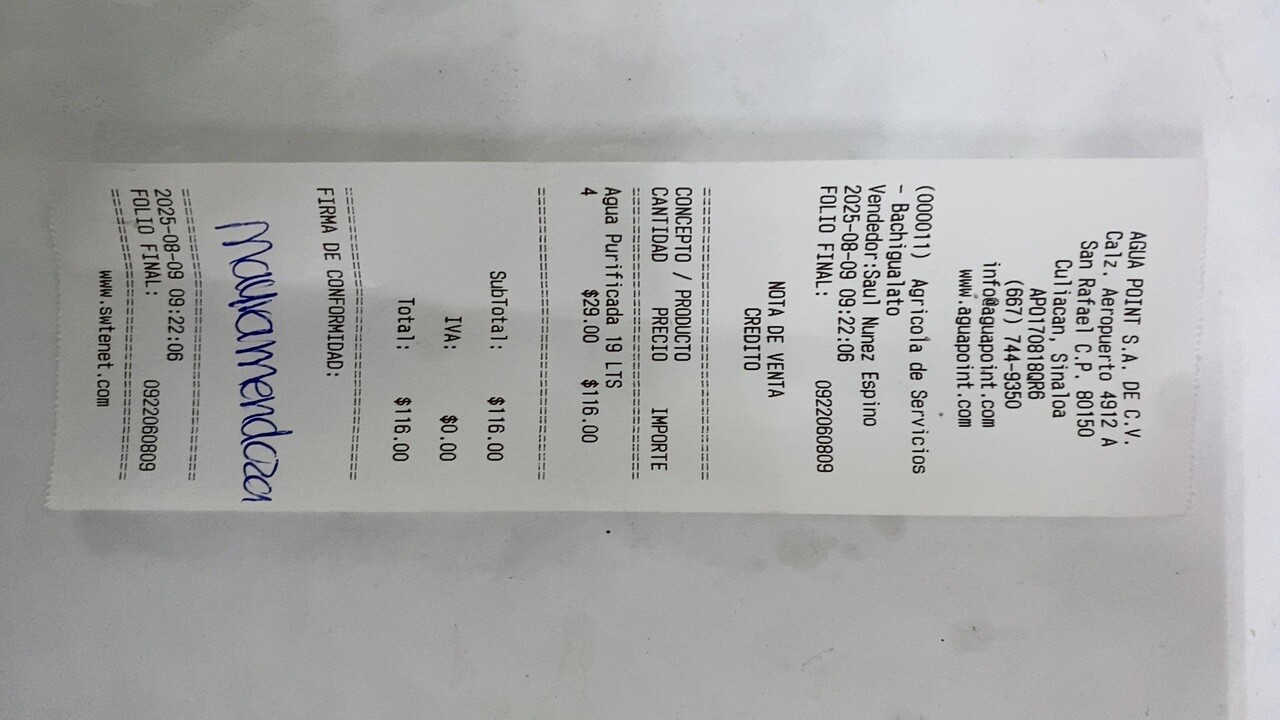 AGUA POINT S.A. DE C.V.
Calz. Aeropuerto 4912 A
San Rafael C.P. 80150
Culiacan, Sinaloa
APO170818QR6
(667) 744-9350
info@aguapoint.com
www.aguapoint.com
(000011) Agricola de Servicios
- Bachigualato
Vendedor:Saul Nunez Espino
2025-08-09 09:22:06
FOLIO FINAL: 0922060809
NOTA DE VENTA
CREDITO
CONCEPTO / PRODUCTO
CANTIDAD PRECIO IMPORTE
Agua Purificada 19 LTS
4 $29.00 $116.00
SubTotal: $116.00
IVA: $0.00
Total: $116.00
FIRMA DE CONFORMIDAD:
Mayramendoza
2025-08-09 09:22:06
FOLIO FINAL: 0922060809
www.swtenet.com